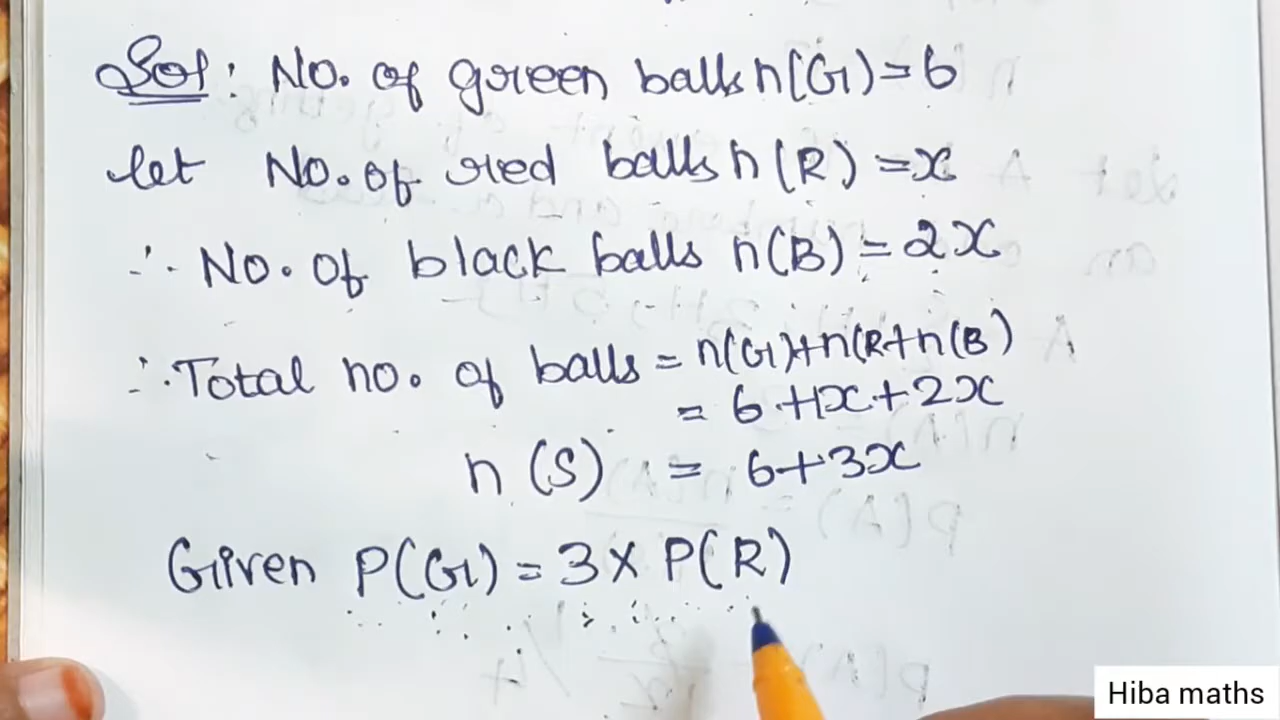 Sol: No. of green balls n(G) = 6
let No. of red balls n(R) = x
∴ No. of black balls n(B) = 2x
∴ Total no. of balls = n(G)+n(R+n(B)
= 6+1x+2x
n(S) = 6+3x
Given P(G) = 3 x P(R)
Hiba maths